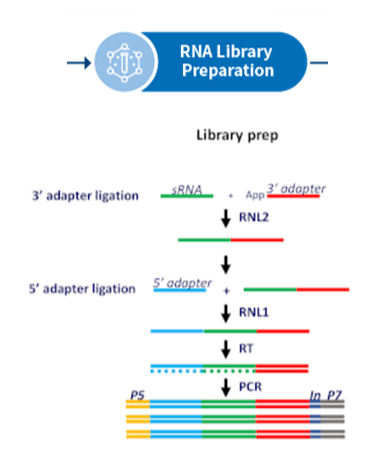 RNA Library
Preparation
Library prep
3' adapter ligation sRNA + App 3' adapter
RNL2
5' adapter ligation 5' adapter +
RNL1
RT
PCR
P5 In P7